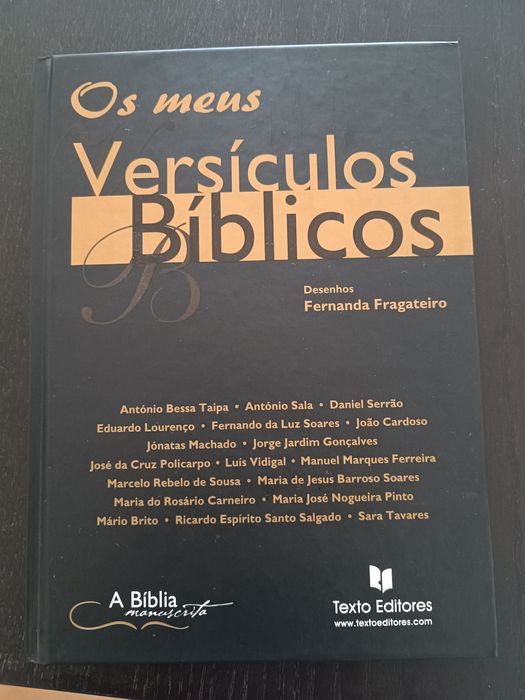 Os meus
Versículos
Bíblicos
Desenhos
Fernanda Fragateiro
António Bessa Taipa • António Sala • Daniel Serrão
Eduardo Lourenço • Fernando da Luz Soares • João Cardoso
Jónatas Machado • Jorge Jardim Gonçalves
José da Cruz Policarpo • Luís Vidigal • Manuel Marques Ferreira
Marcelo Rebelo de Sousa • Maria de Jesus Barroso Soares
Maria do Rosário Carneiro • Maria José Nogueira Pinto
Mário Brito • Ricardo Espírito Santo Salgado • Sara Tavares
A Bíblia
manuscrita
Texto Editores
www.textoeditores.com